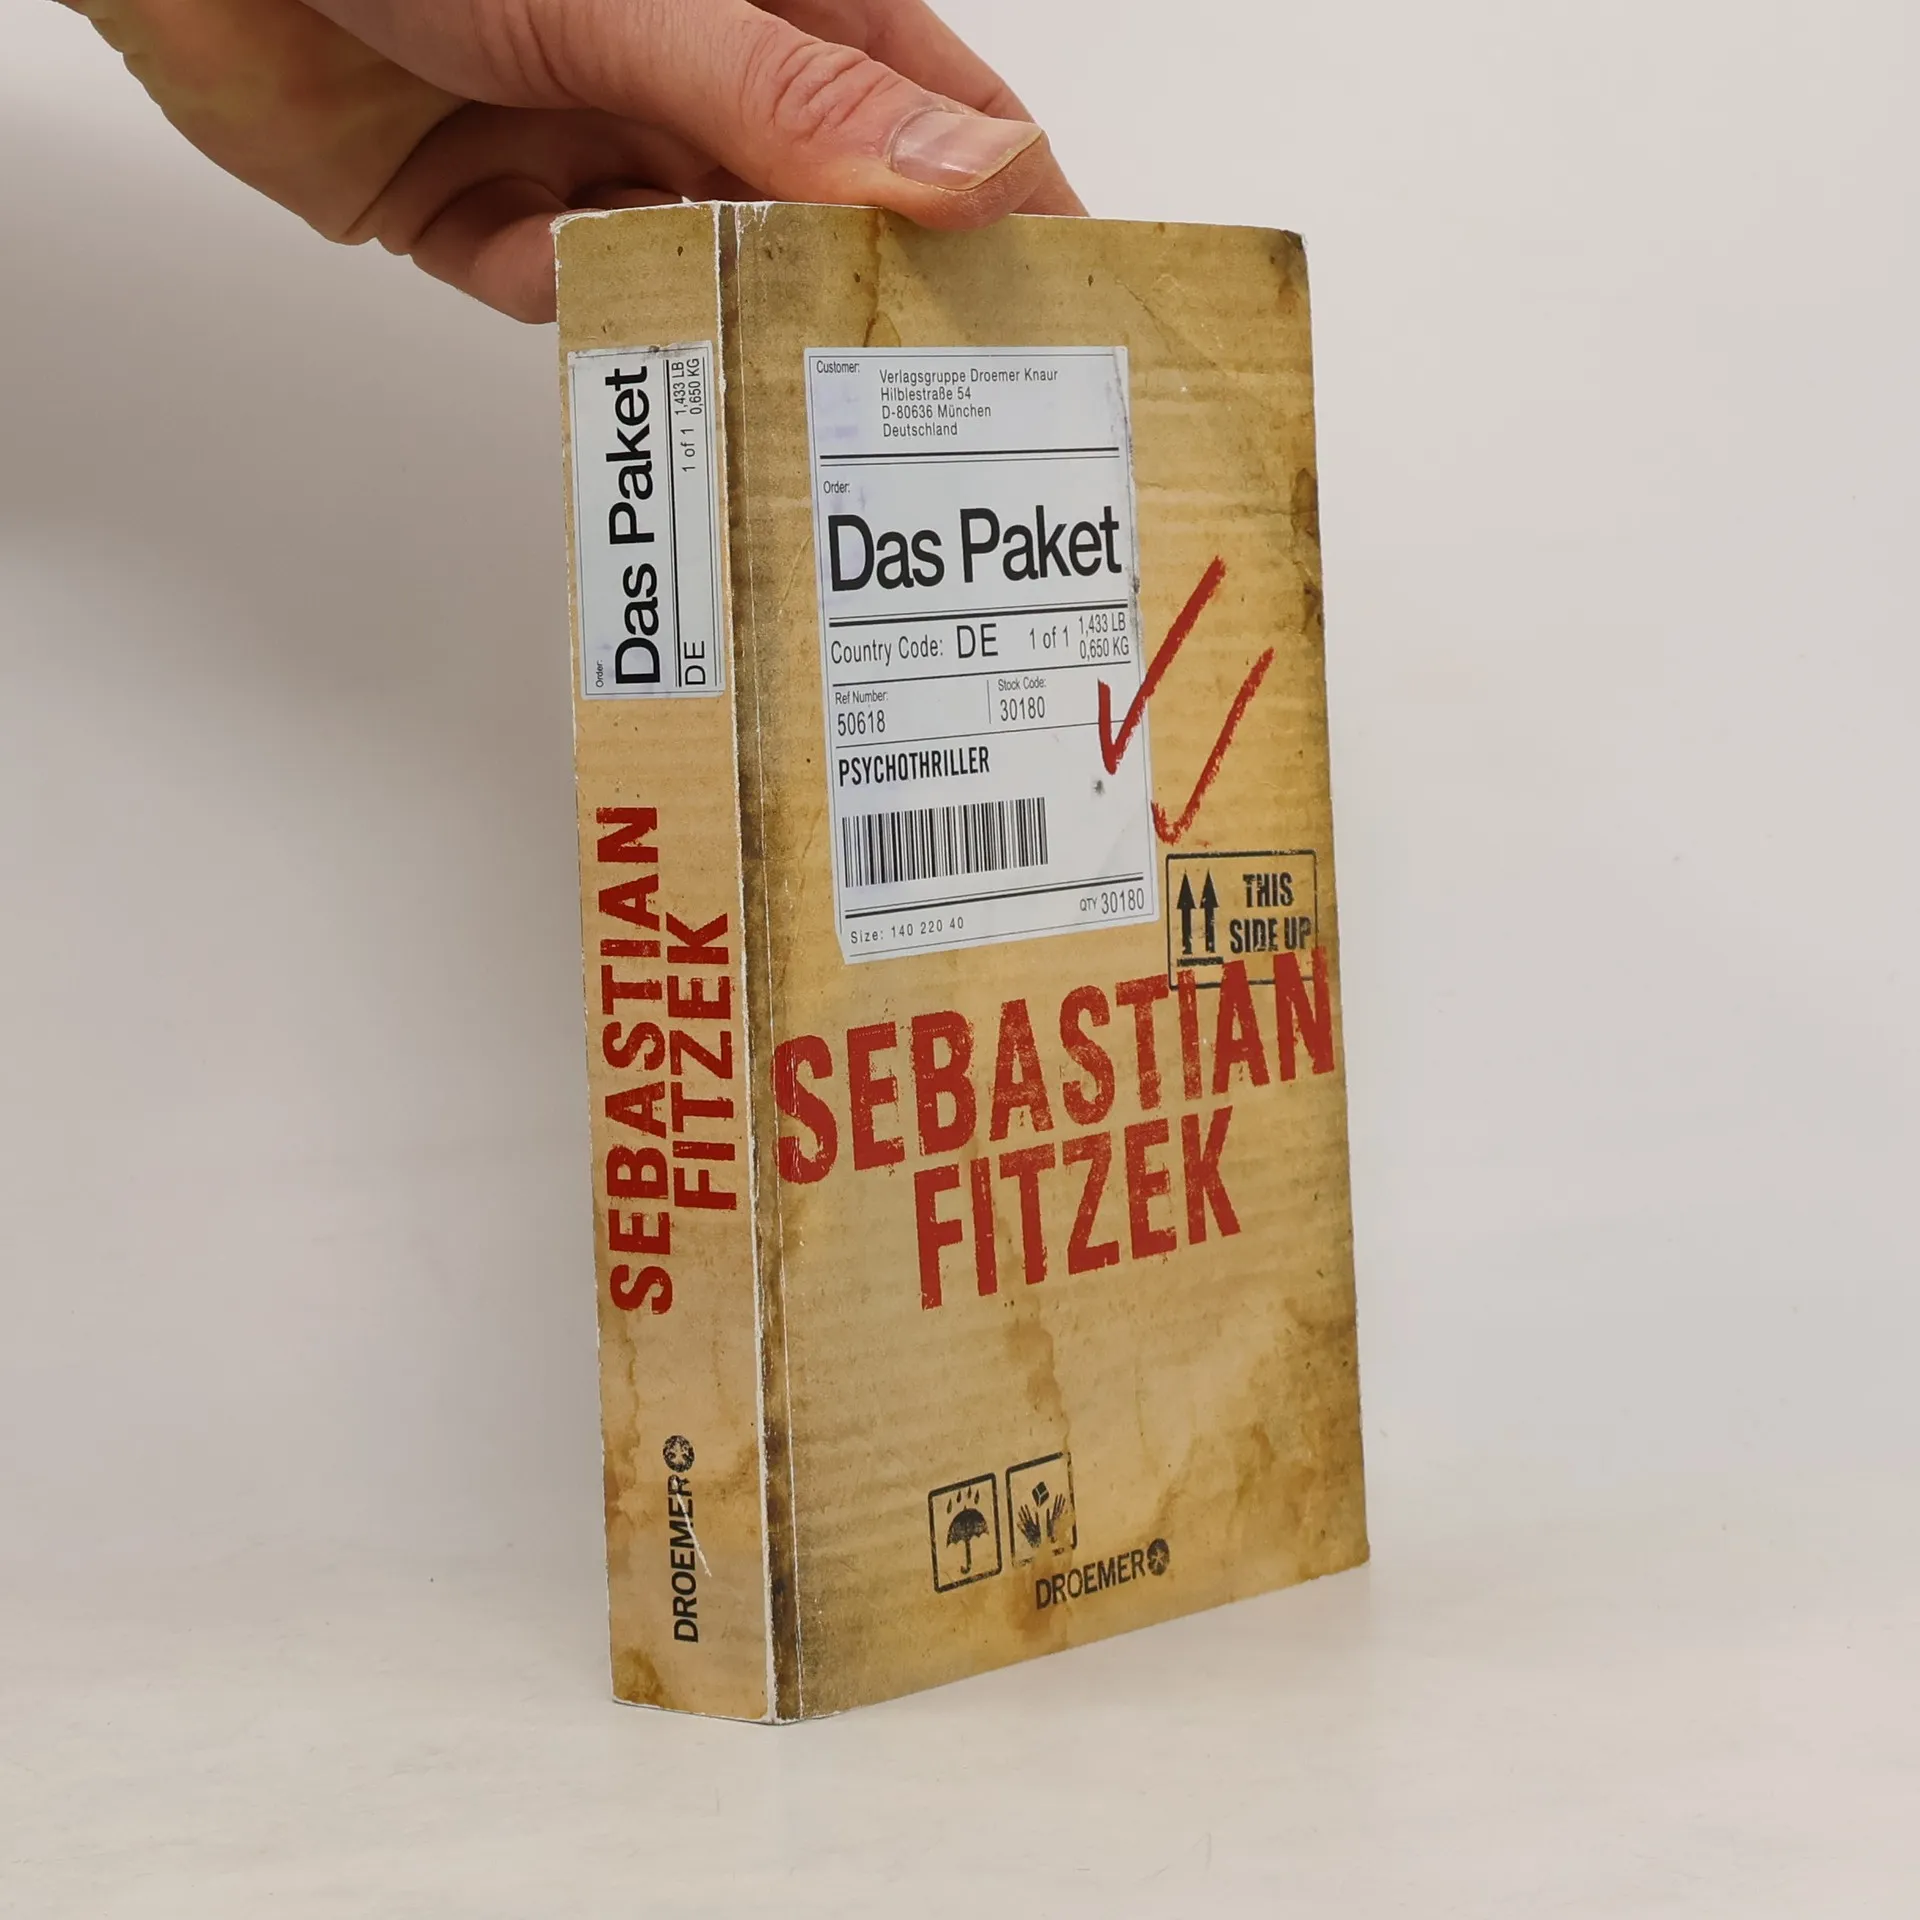 Das Paket
Order:
DE
1 of 1
1,433 LB
0,650 KG
SEBASTIAN
FITZEK
DROEMER
Customer:
Verlagsgruppe Droemer Knaur
Hilblestraße 54
D-80636 München
Deutschland
Order:
Das Paket
Country Code: DE
1 of 1
1,433 LB
0,650 KG
Ref Number:
50618
Stock Code:
30180
PSYCHOTHRILLER
Size: 140 220 40
QTY 30180
THIS
SIDE UP
SEBASTIAN
FITZEK
DROEMER